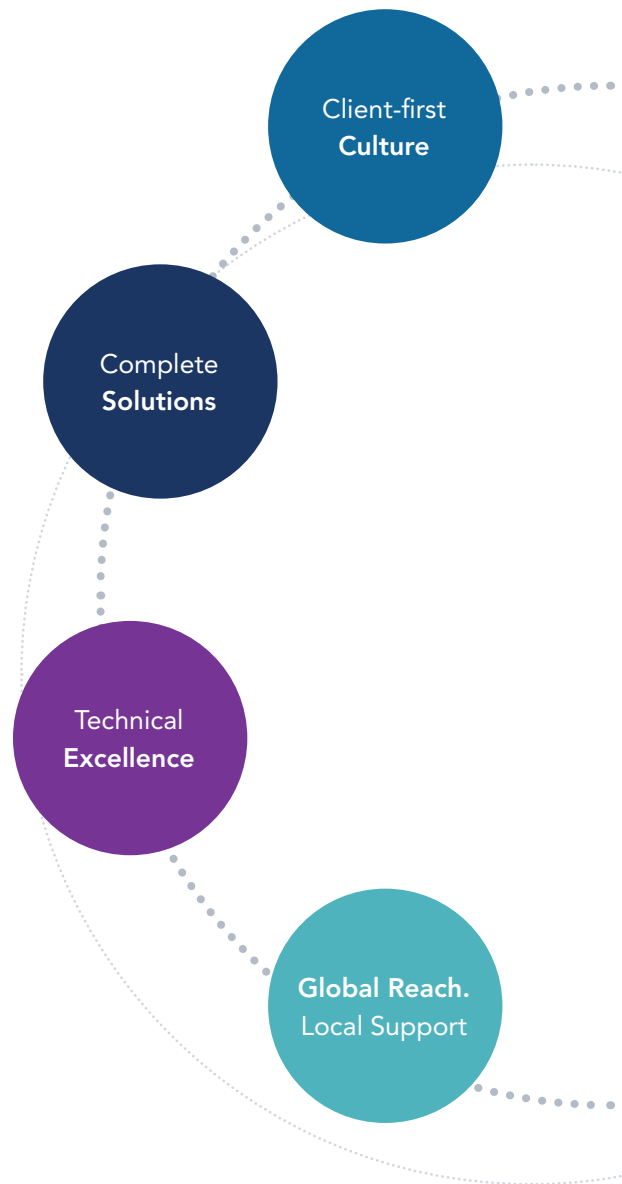 Client-first
Culture
Complete
Solutions
Technical
Excellence
Global Reach.
Local Support